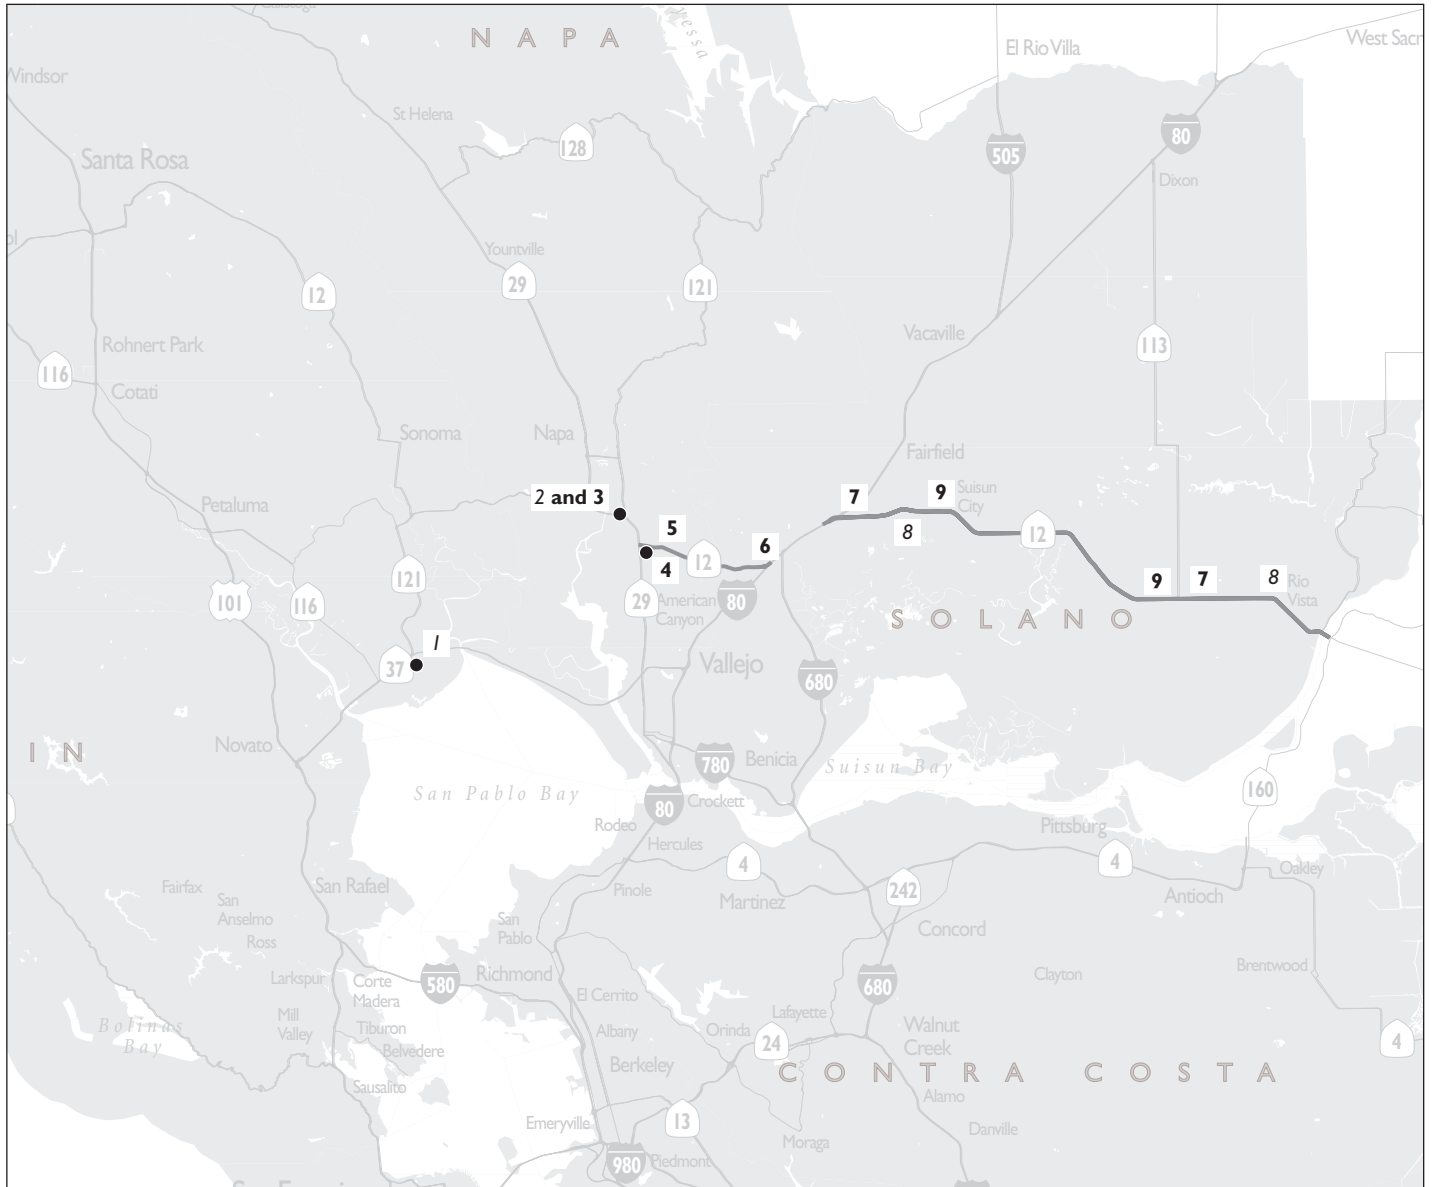 N A P A
El Rio Villa
West Sacr
Windsor
St Helena
128
505
80
Santa Rosa
Dixon
Yountville
29
121
12
Vacaville
113
Rohnert Park
116
Cotati
Sonoma
Napa
Fairfield
Petaluma
2 and 3
7
9
Suisun
City
5
8
12
6
12
4
121
101
116
29
American
Canyon
80
9
7
8
Rio
Vista
S O L A N O
1
37
Vallejo
680
I N
Novato
780
Benicia
Suisun Bay
San Pablo Bay
80
Crockett
160
Rodeo
Hercules
Pittsburg
4
4
Oakley
Fairfax
San Rafael
Pinole
Martinez
242
Antioch
San
Anselmo
San
Pablo
Concord
Ross
Larkspur
Corte
Madera
580
Richmond
680
Clayton
Brentwood
El Cerrito
Mill
Valley
Tiburon
Lafayette
Bolinas
Bay
Belvedere
Albany
Orinda
24
Walnut
Creek
4
Berkeley
C O N T R A C O S T A
Sausalito
Alamo
Emeryville
13
Moraga
Danville
980
Piedmont